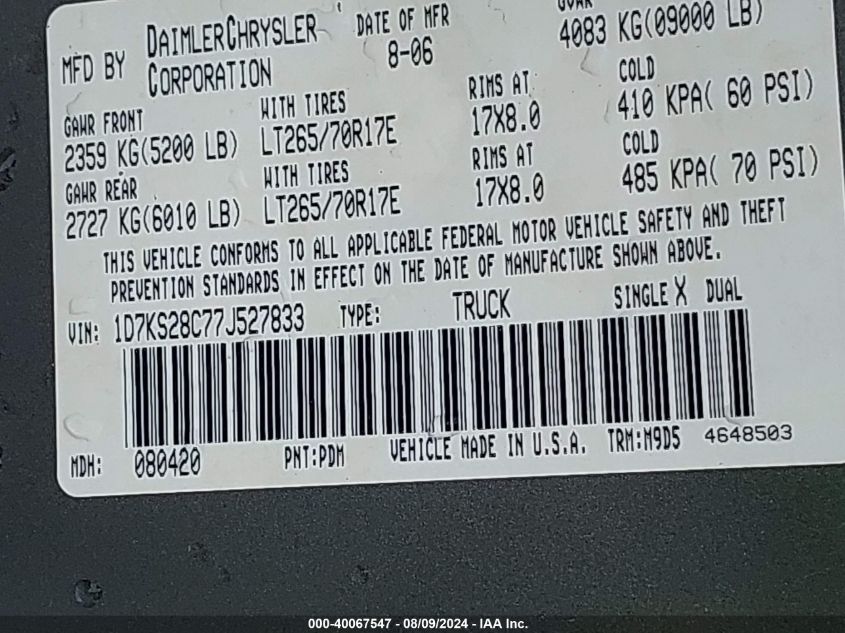 MFD BY DAIMLERCHRYSLER CORPORATION
DATE OF MFR 8-06
GVWR 4083 KG(09000 LB)
GAWR FRONT WITH TIRES RIMS AT COLD
2359 KG(5200 LB) LT265/70R17E 17X8.0 410 KPA( 60 PSI)
GAWR REAR WITH TIRES RIMS AT COLD
2727 KG(6010 LB) LT265/70R17E 17X8.0 485 KPA( 70 PSI)
THIS VEHICLE CONFORMS TO ALL APPLICABLE FEDERAL MOTOR VEHICLE SAFETY AND THEFT
PREVENTION STANDARDS IN EFFECT ON THE DATE OF MANUFACTURE SHOWN ABOVE.
VIN: 1D7KS28C77J527833 TYPE: TRUCK SINGLE X DUAL
MDH: 080420 PNT:PDM VEHICLE MADE IN U.S.A. TRM:M9D5 4648503
000-40067547 - 08/09/2024 - IAA Inc.